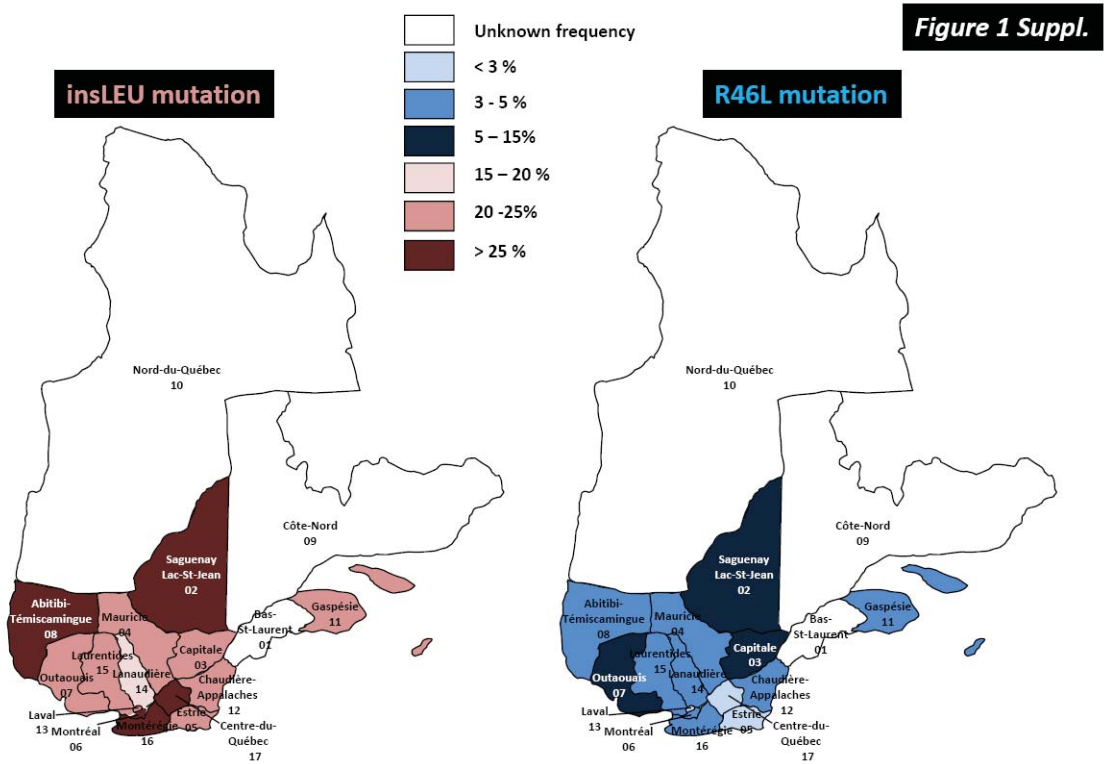 Figure 1 Suppl.
Unknown frequency
< 3 %
3 - 5 %
5 – 15%
15 – 20 %
20 -25%
> 25 %
insLEU mutation
Nord-du-Québec
10
Côte-Nord
09
Saguenay
Lac-St-Jean
02
Abitibi-
Témiscamingue
08
Mauricie
04
Bas-
St-Laurent
01
Gaspésie
11
Laurentides
15
Capitale
03
Outaouais
07
Lanaudière
14
Chaudière-
Appalaches
12
Laval
13
Montréal
06
Montérégie
16
Estrie
05
Centre-du-
Québec
17
R46L mutation
Nord-du-Québec
10
Côte-Nord
09
Saguenay
Lac-St-Jean
02
Abitibi-
Témiscamingue
08
Mauricie
04
Bas-
St-Laurent
01
Gaspésie
11
Laurentides
15
Capitale
03
Outaouais
07
Lanaudière
14
Chaudière-
Appalaches
12
Laval
13
Montréal
06
Montérégie
16
Estrie
05
Centre-du-
Québec
17